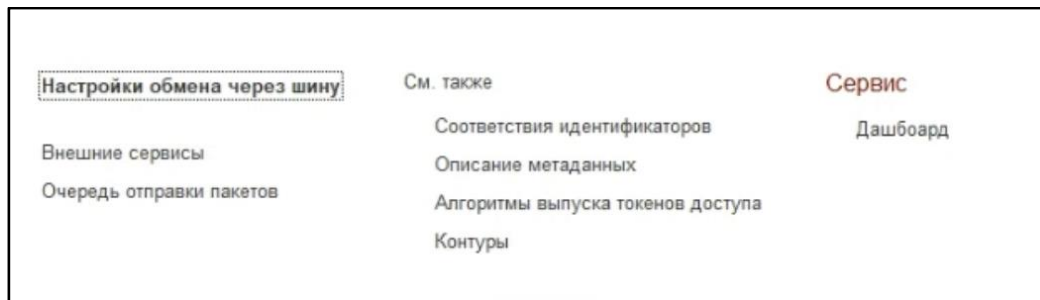 Настройки обмена через шину
Внешние сервисы
Очередь отправки пакетов
См. также
Соответствия идентификаторов
Описание метаданных
Алгоритмы выпуска токенов доступа
Контуры
Сервис
Дашбоард